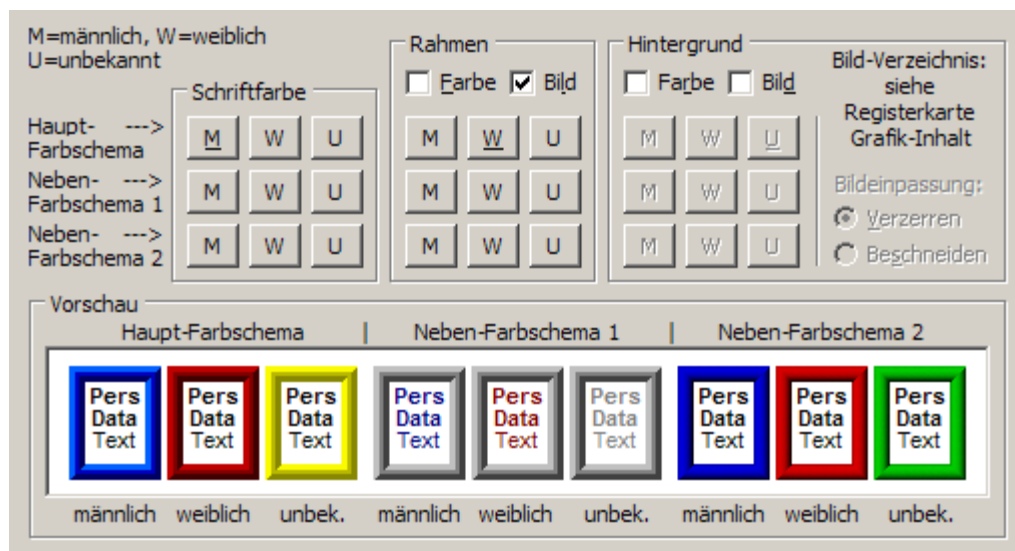 M=männlich, W=weiblich
U=unbekannt
Schriftfarbe
Rahmen
Farbe Bild
Hintergrund
Farbe Bild
Bild-Verzeichnis:
siehe
Registerkarte
Grafik-Inhalt
Haupt- --->
Farbschema
M W U M W U M W U
Neben- --->
Farbschema 1
M W U M W U M W U
Neben- --->
Farbschema 2
M W U M W U M W U
Bildeinpassung:
Verzerren
Beschneiden
Vorschau
Haupt-Farbschema | Neben-Farbschema 1 | Neben-Farbschema 2
Pers Pers Pers Pers Pers Pers Pers Pers Pers
Data Data Data Data Data Data Data Data Data
Text Text Text Text Text Text Text Text Text
männlich weiblich unbek. männlich weiblich unbek. männlich weiblich unbek.